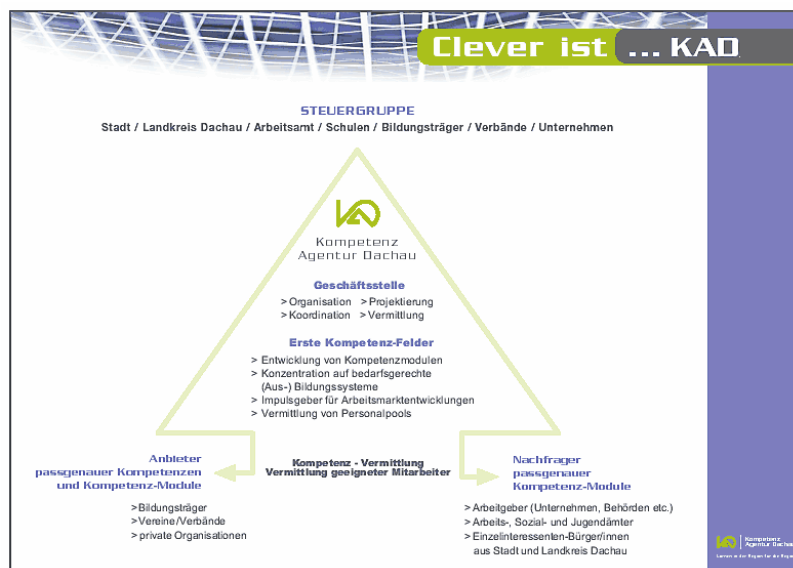 Clever ist ... KAD
STEUERGRUPPE
Stadt / Landkreis Dachau / Arbeitsamt / Schulen / Bildungsträger / Verbände / Unternehmen
Kompetenz
Agentur Dachau
Geschäftsstelle
> Organisation > Projektierung
> Koordination > Vermittlung
Erste Kompetenz-Felder
> Entwicklung von Kompetenzmodulen
> Konzentration auf bedarfsgerechte
(Aus-) Bildungssysteme
> Impulsgeber für Arbeitsmarktentwicklungen
> Vermittlung von Personalpools
Kompetenz - Vermittlung
Vermittlung geeigneter Mitarbeiter
Anbieter
passgenauer Kompetenzen
und Kompetenz-Module
> Bildungsträger
> Vereine/Verbände
> private Organisationen
Nachfrager
passgenauer
Kompetenz-Module
> Arbeitgeber (Unternehmen, Behörden etc.)
> Arbeits-, Sozial- und Jugendämter
> Einzelinteressenten-Bürger/innen
aus Stadt und Landkreis Dachau
Kompetenz
Agentur Dachau